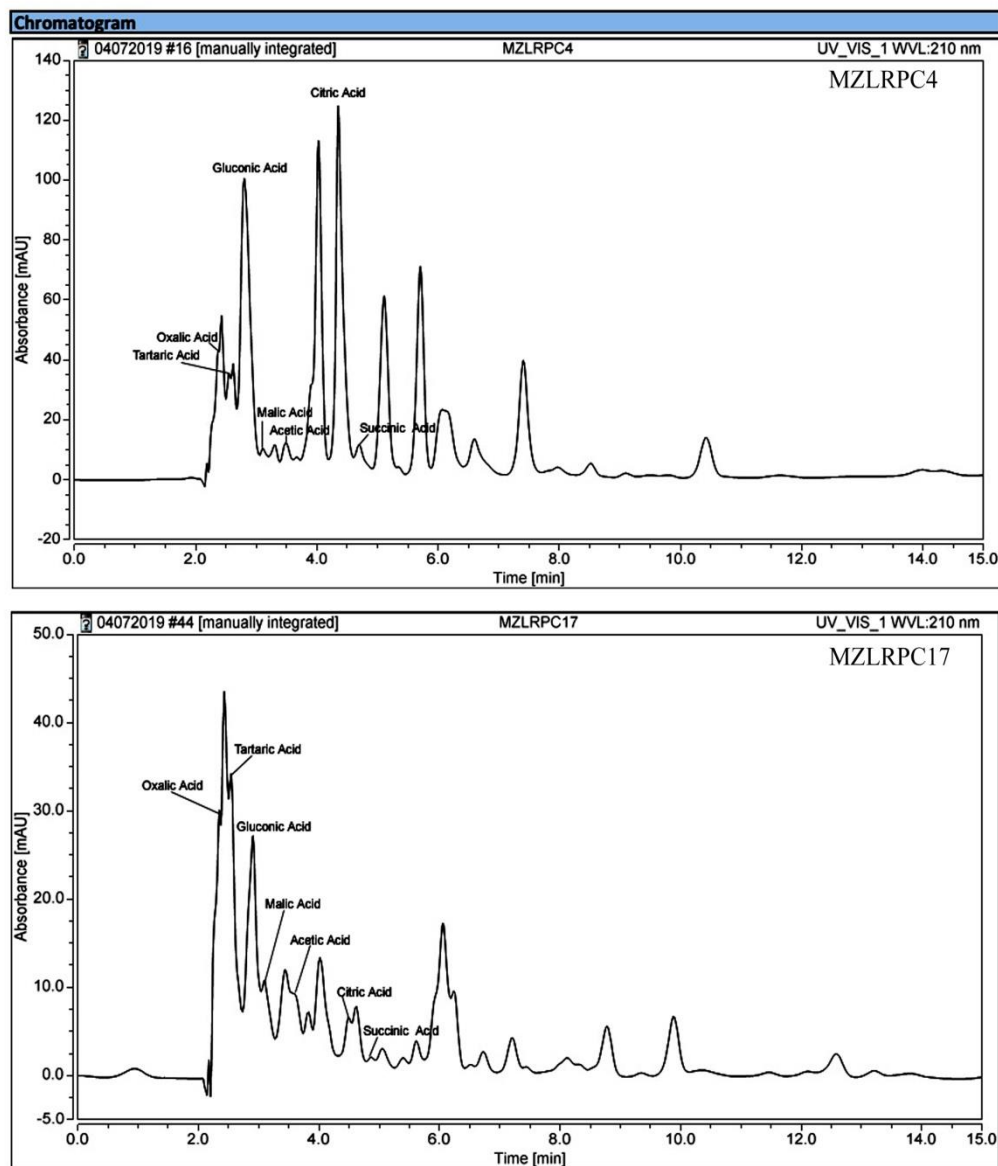 Chromatogram
04072019 #16 [manually integrated] MZLRPC4 UV_VIS_1 WVL:210 nm
MZLRPC4
Absorbance [mAU]
140
120
100
80
60
40
20
0
-20
Citric Acid
Gluconic Acid
Oxalic Acid
Tartaric Acid
Malic Acid
Acetic Acid
Succinic Acid
0.0 2.0 4.0 6.0 8.0 10.0 12.0 14.0 15.0
Time [min]
04072019 #44 [manually integrated] MZLRPC17 UV_VIS_1 WVL:210 nm
MZLRPC17
Absorbance [mAU]
50.0
40.0
30.0
20.0
10.0
0.0
-5.0
Tartaric Acid
Oxalic Acid
Gluconic Acid
Malic Acid
Acetic Acid
Citric Acid
Succinic Acid
0.0 2.0 4.0 6.0 8.0 10.0 12.0 14.0 15.0
Time [min]